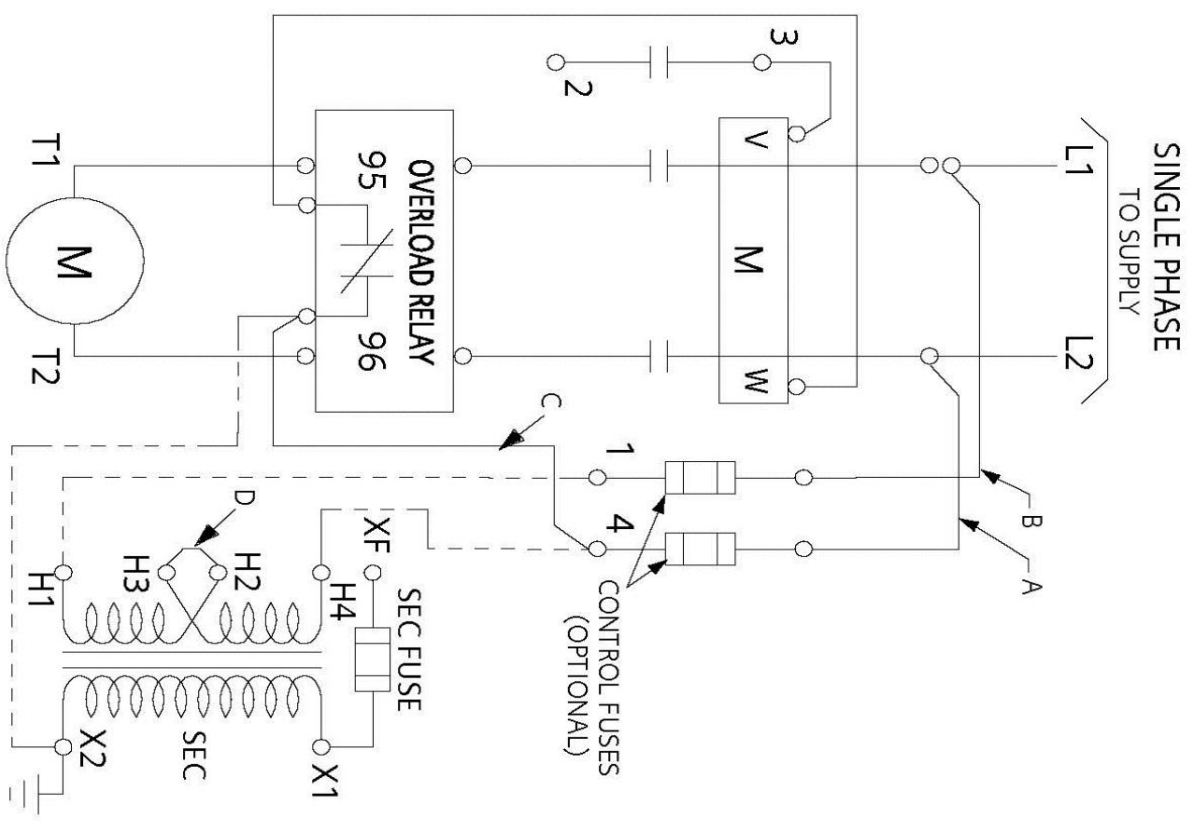 SINGLE PHASE
TO SUPPLY
L1
L2
3
2
V
M
W
B
A
1
4
CONTROL FUSES
(OPTIONAL)
C
OVERLOAD RELAY
95
96
T1
T2
M
XF
SEC FUSE
H4
D
H2
H3
H1
SEC
X1
X2